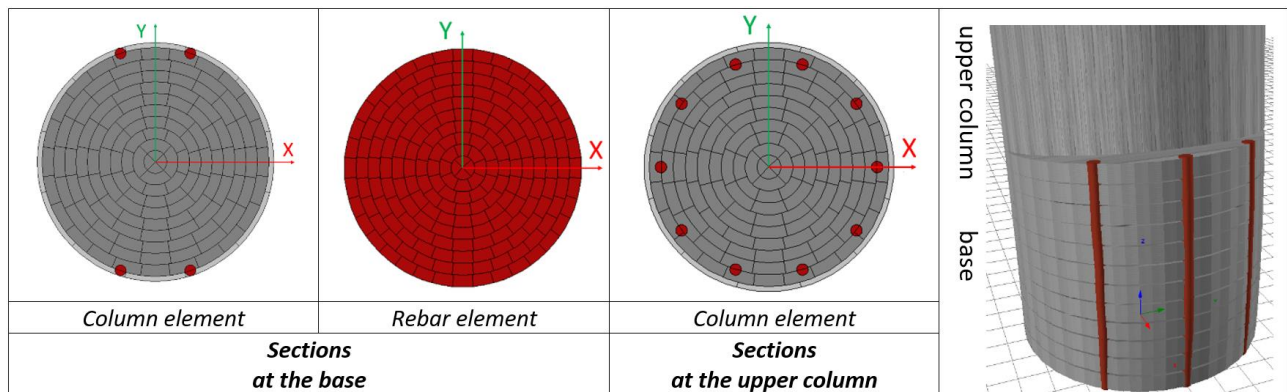 Y
X
Y
X
Y
X
upper column
base
z
Column element
Rebar element
Column element
Sections
at the base
Sections
at the upper column